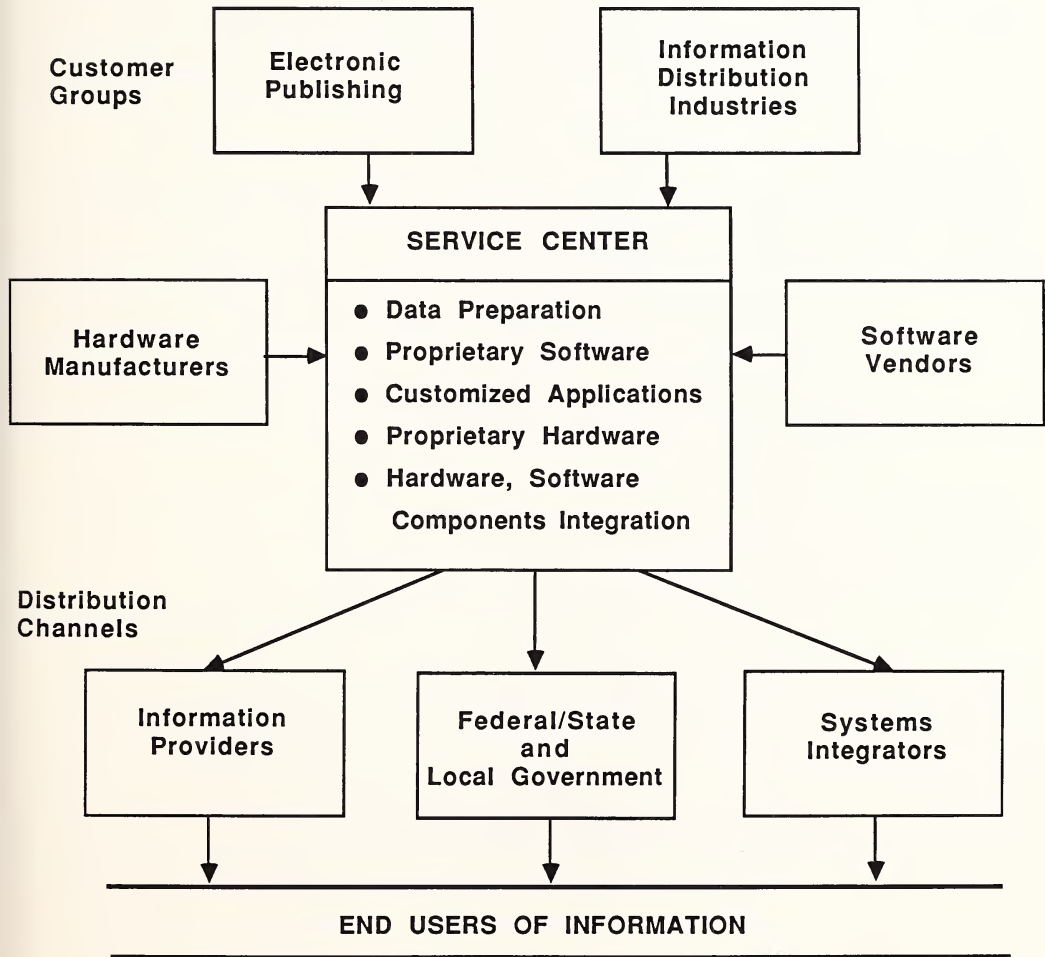 Customer
Groups
Electronic
Publishing
Information
Distribution
Industries
SERVICE CENTER
Hardware
Manufacturers
● Data Preparation
● Proprietary Software
● Customized Applications
● Proprietary Hardware
● Hardware, Software
Components Integration
Software
Vendors
Distribution
Channels
Information
Providers
Federal/State
and
Local Government
Systems
Integrators
END USERS OF INFORMATION